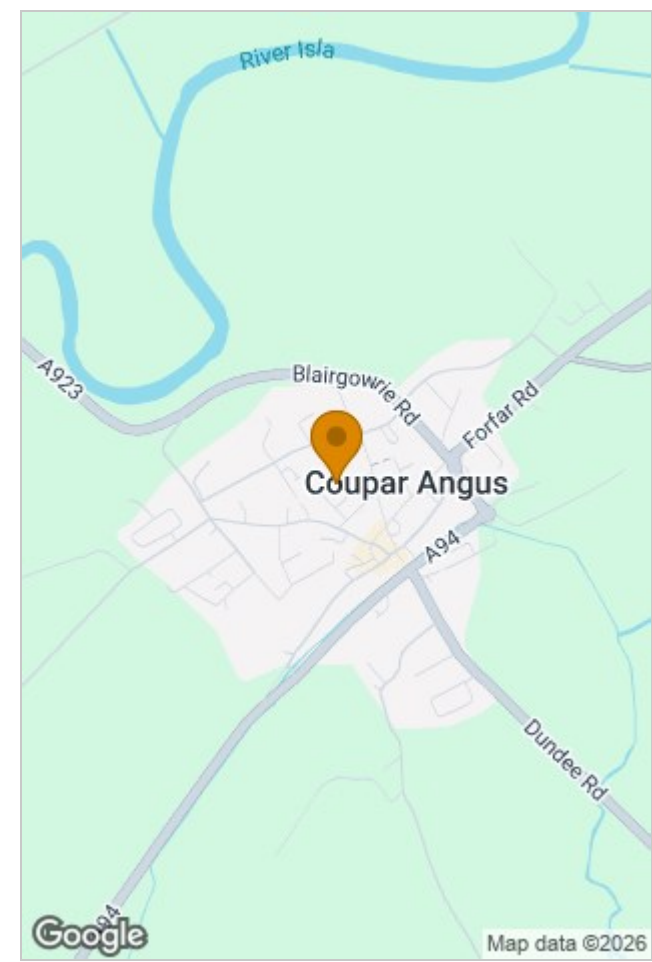 River Isla
A923
Blairgowrie Rd
Forfar Rd
Coupar Angus
A94
Dundee Rd
A94
Google
Map data ©2026